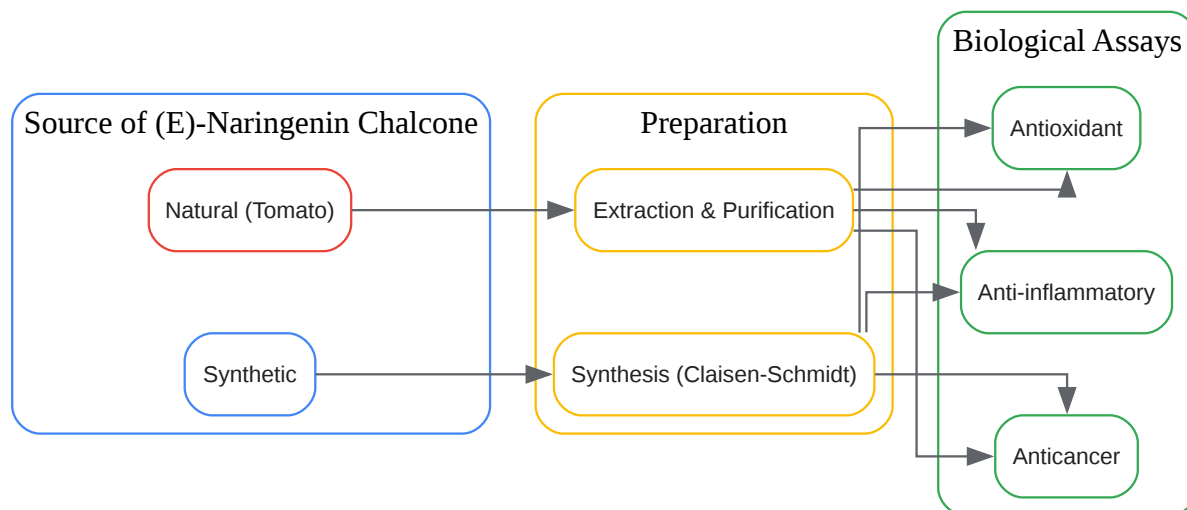 Source of (E)-Naringenin Chalcone
Natural (Tomato)
Synthetic
Preparation
Extraction & Purification
Synthesis (Claisen-Schmidt)
Biological Assays
Antioxidant
Anti-inflammatory
Anticancer